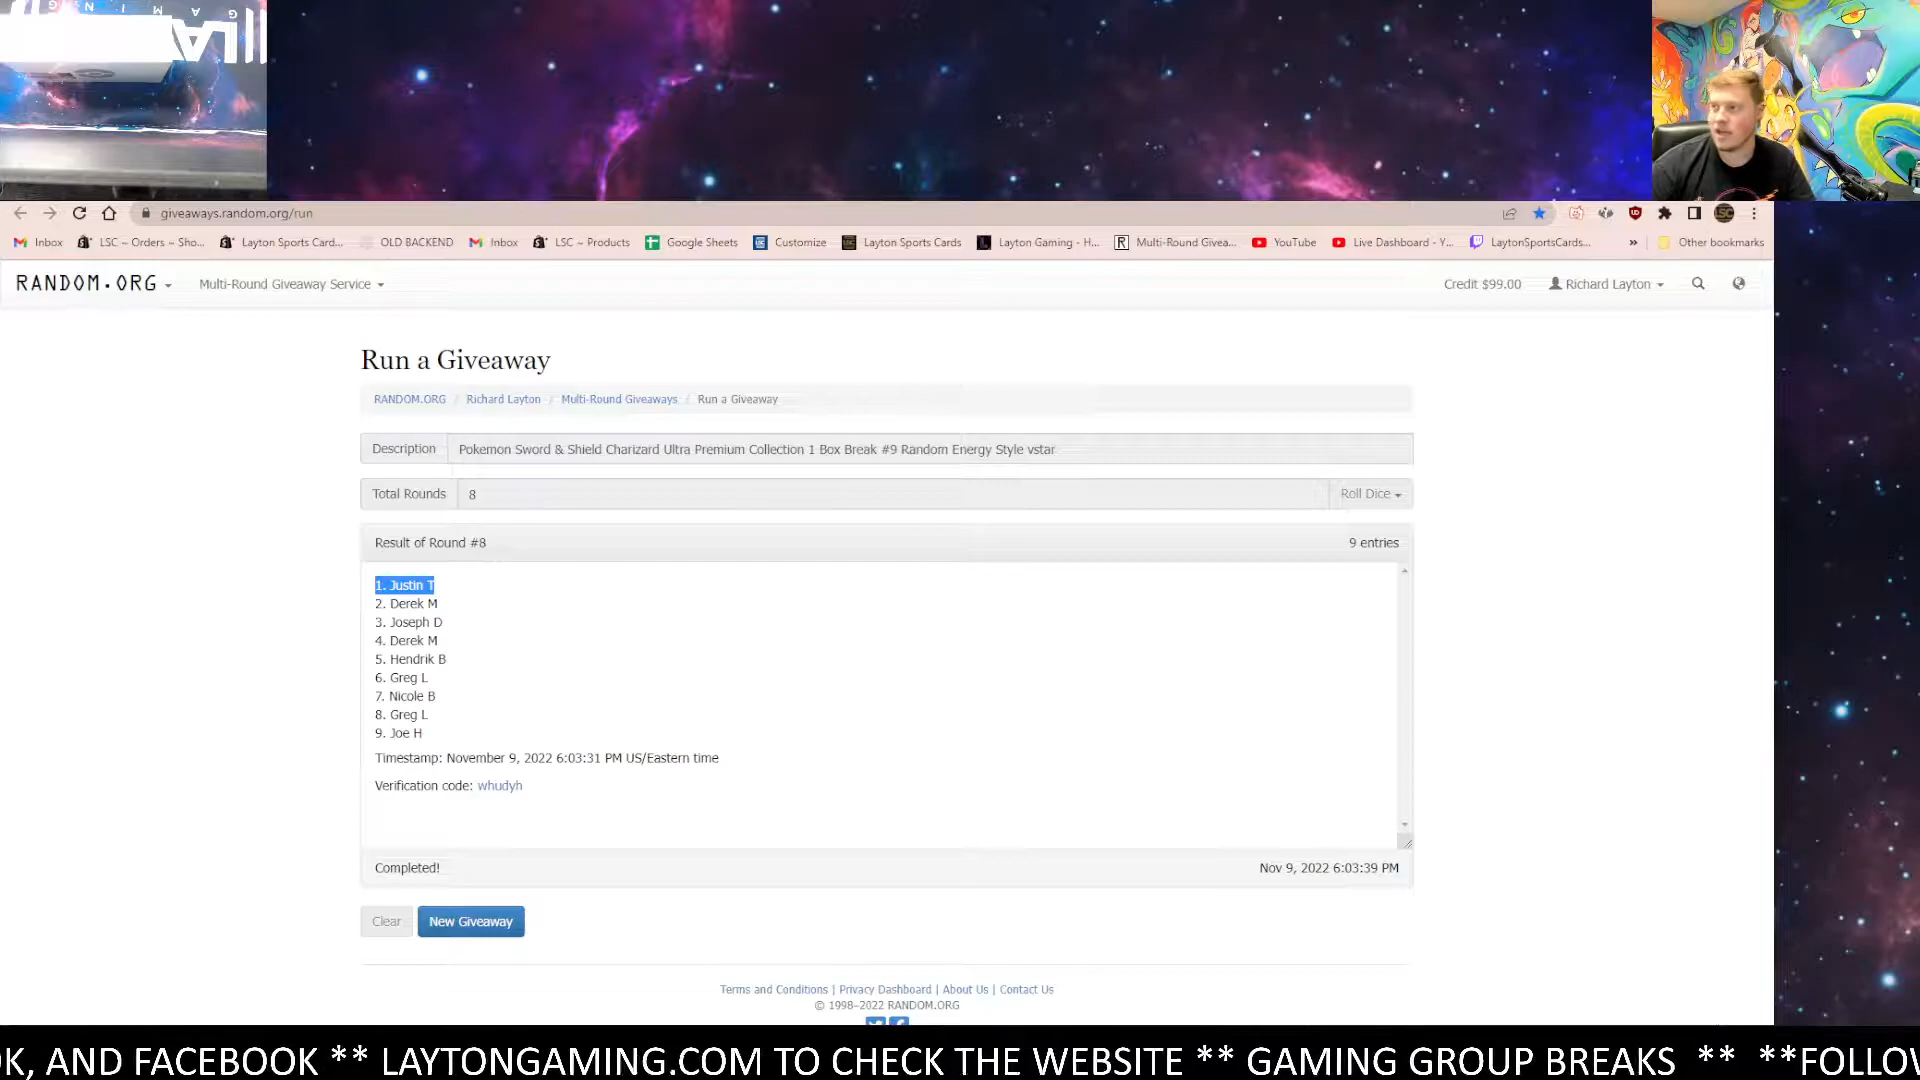 LA
GAMING
giveaways.random.org/run
Inbox
LSC ~ Orders ~ Sho...
Layton Sports Card...
OLD BACKEND
Inbox
LSC ~ Products
Google Sheets
Customize
Layton Sports Cards
Layton Gaming - H...
Multi-Round Givea...
YouTube
Live Dashboard - Y...
LaytonSportsCards...
»
Other bookmarks
RANDOM.ORG
Multi-Round Giveaway Service
Credit $99.00
Richard Layton
Run a Giveaway
RANDOM.ORG / Richard Layton / Multi-Round Giveaways / Run a Giveaway
Description Pokemon Sword & Shield Charizard Ultra Premium Collection 1 Box Break #9 Random Energy Style vstar
Total Rounds 8 Roll Dice
Result of Round #8 9 entries
1. Justin T
2. Derek M
3. Joseph D
4. Derek M
5. Hendrik B
6. Greg L
7. Nicole B
8. Greg L
9. Joe H
Timestamp: November 9, 2022 6:03:31 PM US/Eastern time
Verification code: whudyh
Completed! Nov 9, 2022 6:03:39 PM
Clear New Giveaway
Terms and Conditions | Privacy Dashboard | About Us | Contact Us
© 1998–2022 RANDOM.ORG
OK, AND FACEBOOK ** LAYTONGAMING.COM TO CHECK THE WEBSITE ** GAMING GROUP BREAKS ** **FOLLOW